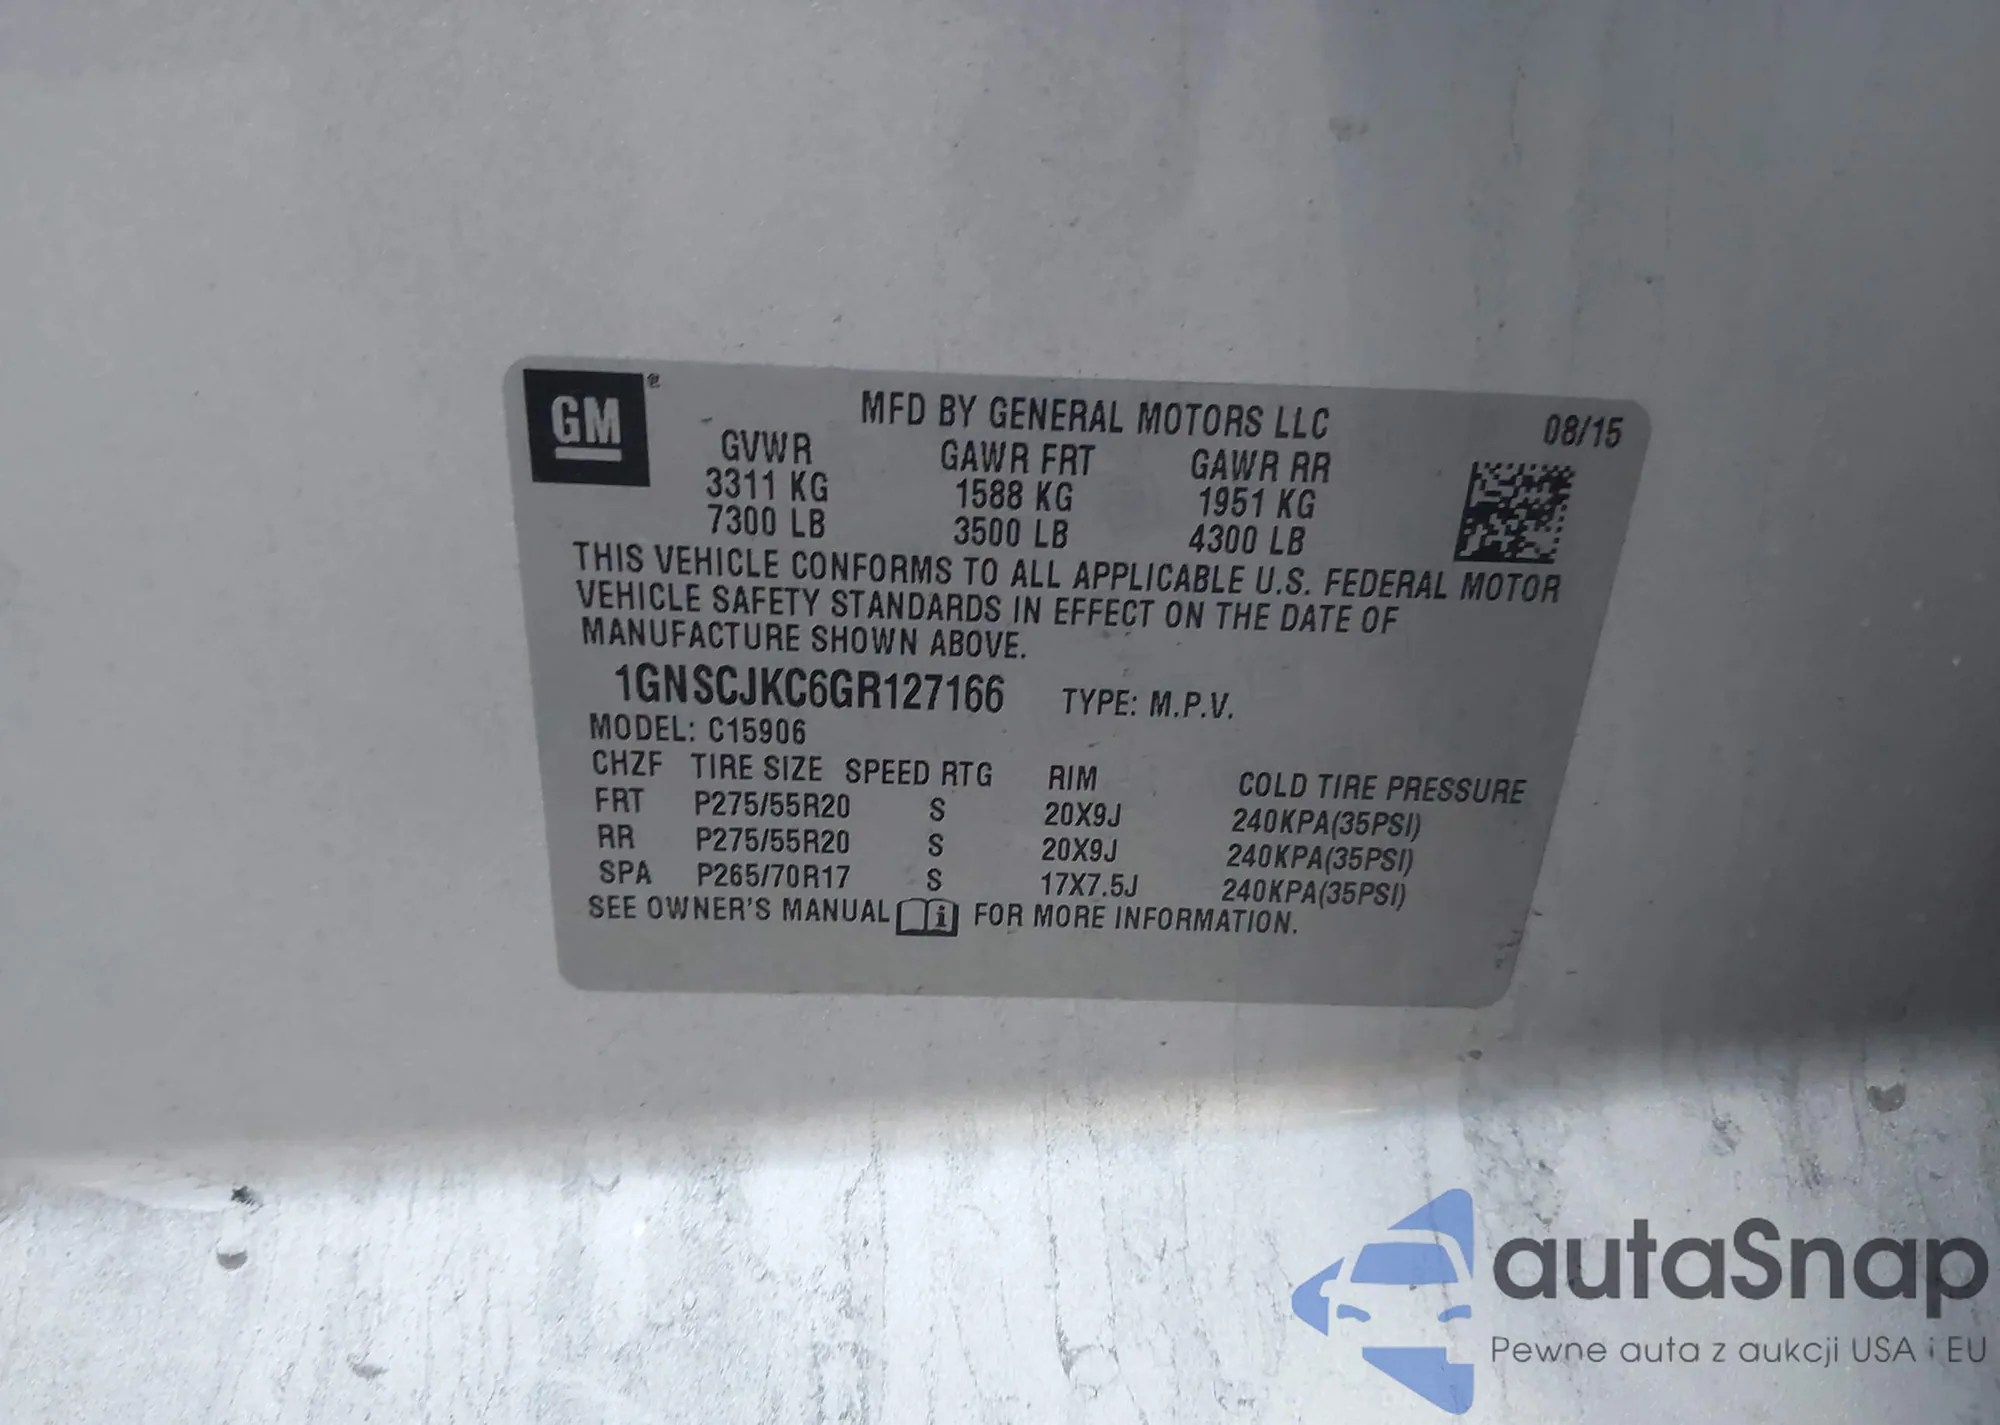 GM®
MFD BY GENERAL MOTORS LLC 08/15
GVWR GAWR FRT GAWR RR
3311 KG 1588 KG 1951 KG
7300 LB 3500 LB 4300 LB
THIS VEHICLE CONFORMS TO ALL APPLICABLE U.S. FEDERAL MOTOR
VEHICLE SAFETY STANDARDS IN EFFECT ON THE DATE OF
MANUFACTURE SHOWN ABOVE.
1GNSCJKC6GR127166 TYPE: M.P.V.
MODEL: C15906
CHZF TIRE SIZE SPEED RTG RIM COLD TIRE PRESSURE
FRT P275/55R20 S 20X9J 240KPA(35PSI)
RR P275/55R20 S 20X9J 240KPA(35PSI)
SPA P265/70R17 S 17X7.5J 240KPA(35PSI)
SEE OWNER'S MANUAL FOR MORE INFORMATION.
autaSnap
Pewne auta z aukcji USA i EU